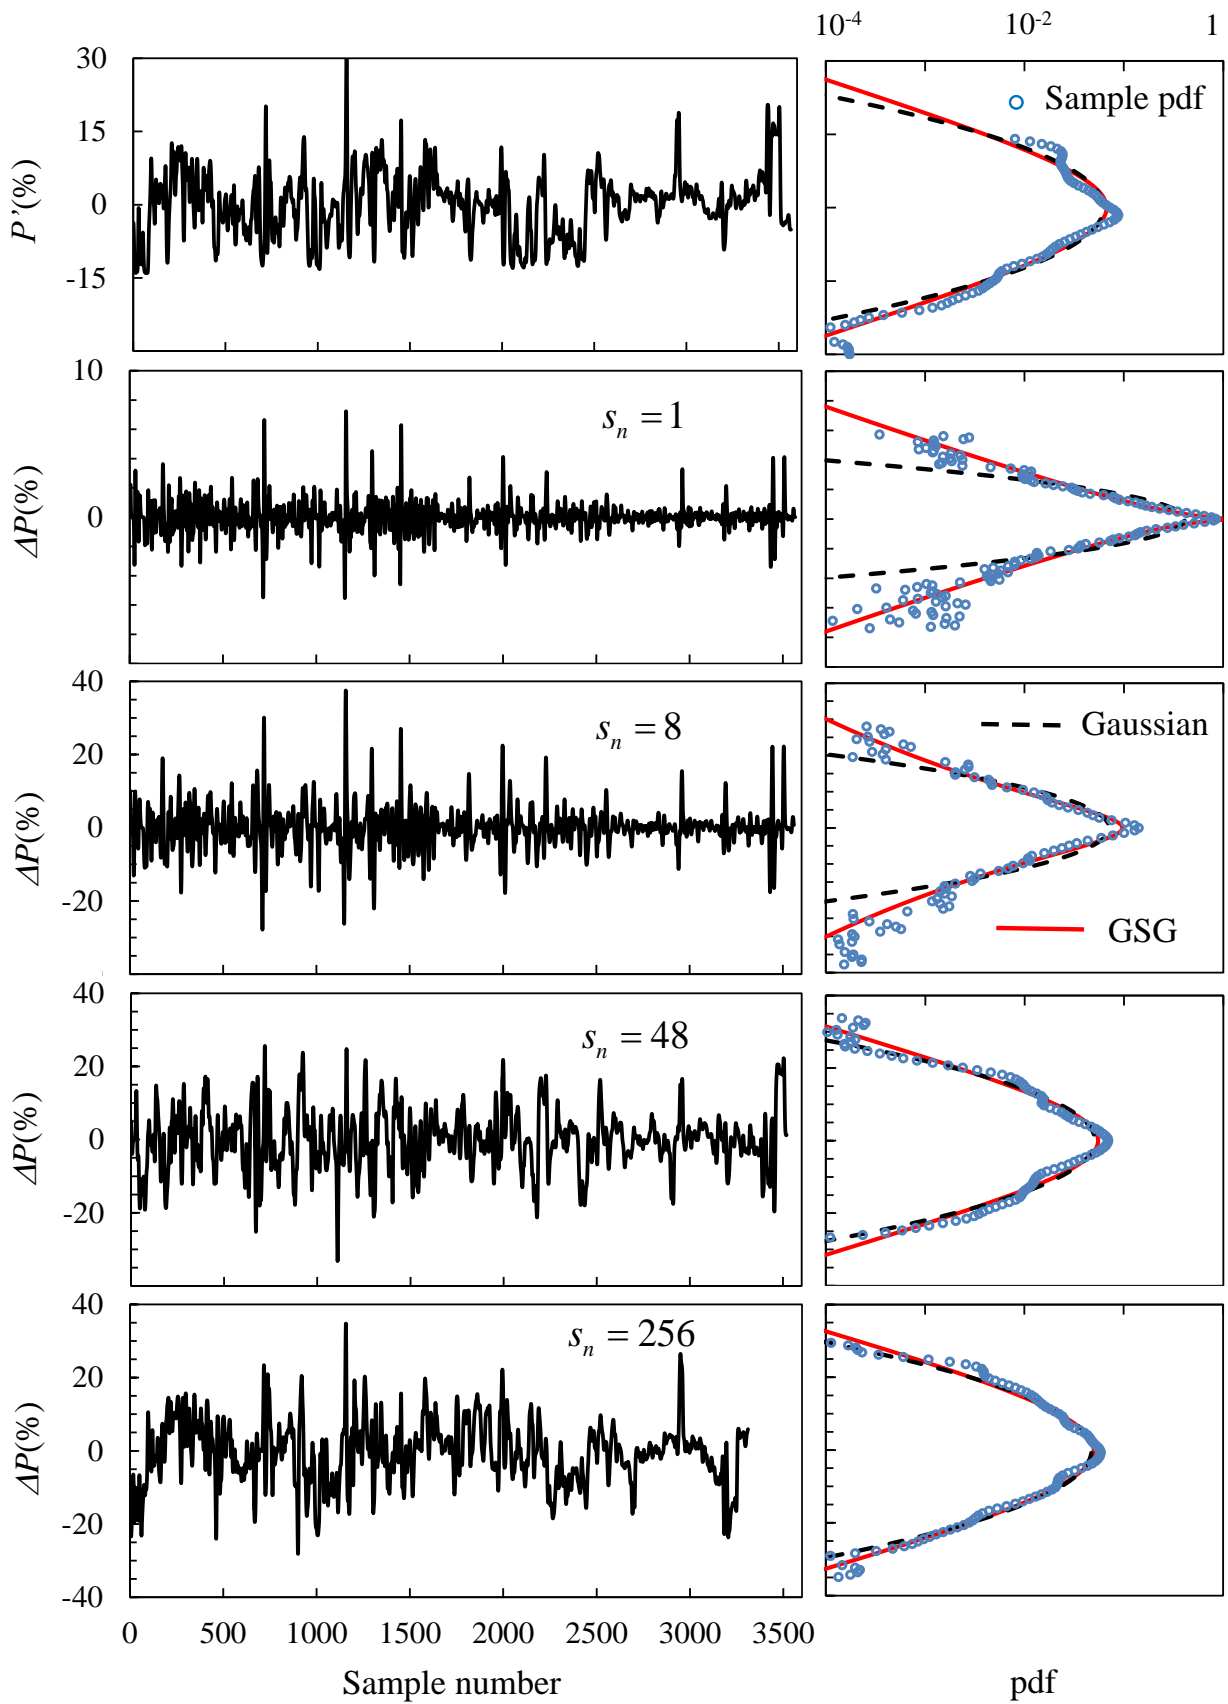 10-4 10-2 1
30
15
0
-15
P'(%)
Sample pdf
10
0
ΔP(%)
sn = 1
40
20
0
-20
ΔP(%)
sn = 8
Gaussian
GSG
40
20
0
-20
ΔP(%)
sn = 48
40
20
0
-20
-40
ΔP(%)
sn = 256
0 500 1000 1500 2000 2500 3000 3500
Sample number
pdf